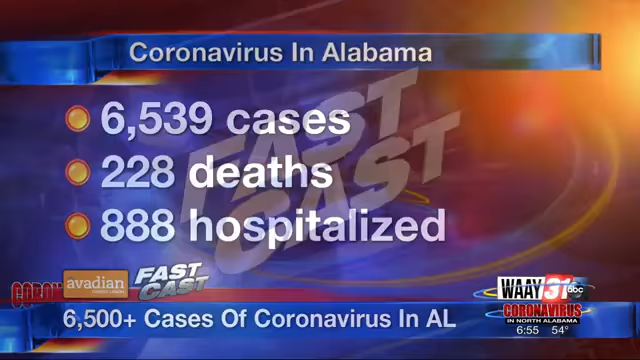 Coronavirus In Alabama
6,539 cases
228 deaths
888 hospitalized
FAST
CAST
CORON
avadian
FAST
CAST
6,500+ Cases Of Coronavirus In AL
WAAY 31 abc
CORONAVIRUS
IN NORTH ALABAMA
6:55 54°